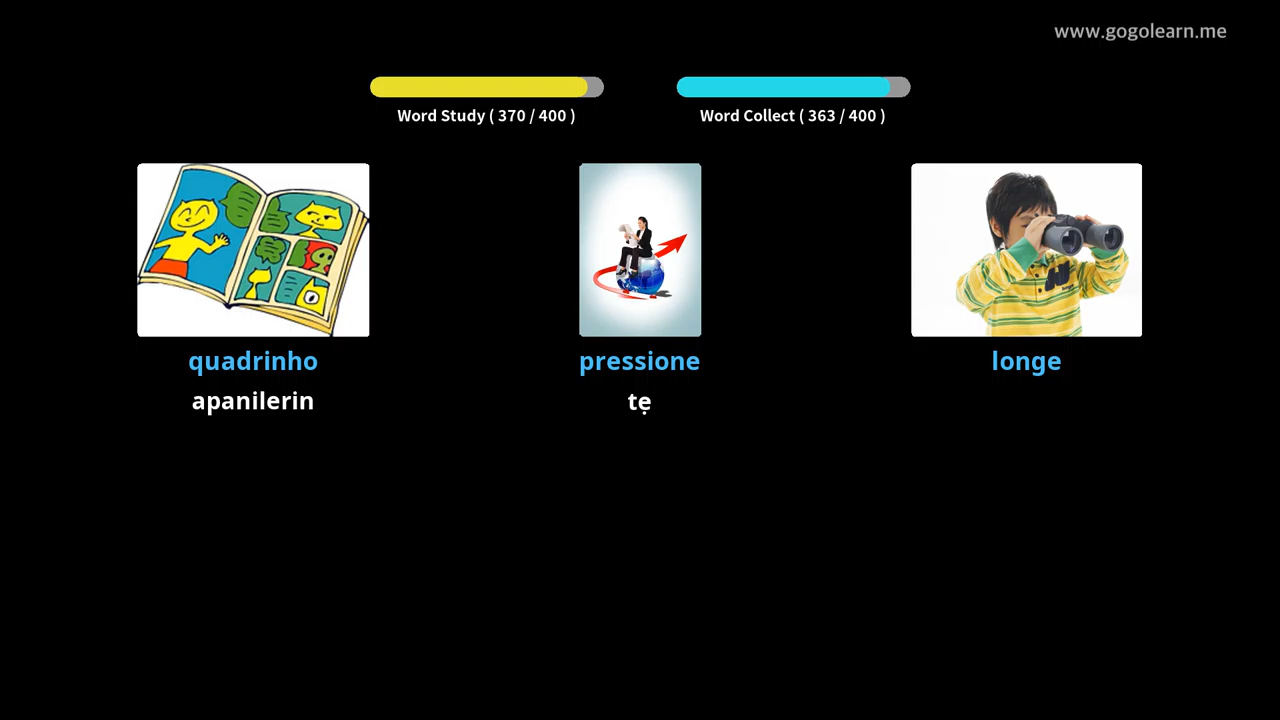 www.gogolearn.me
Word Study ( 370 / 400 )
Word Collect ( 363 / 400 )
quadrinho
pressione
longe
apanilerin
tẹ